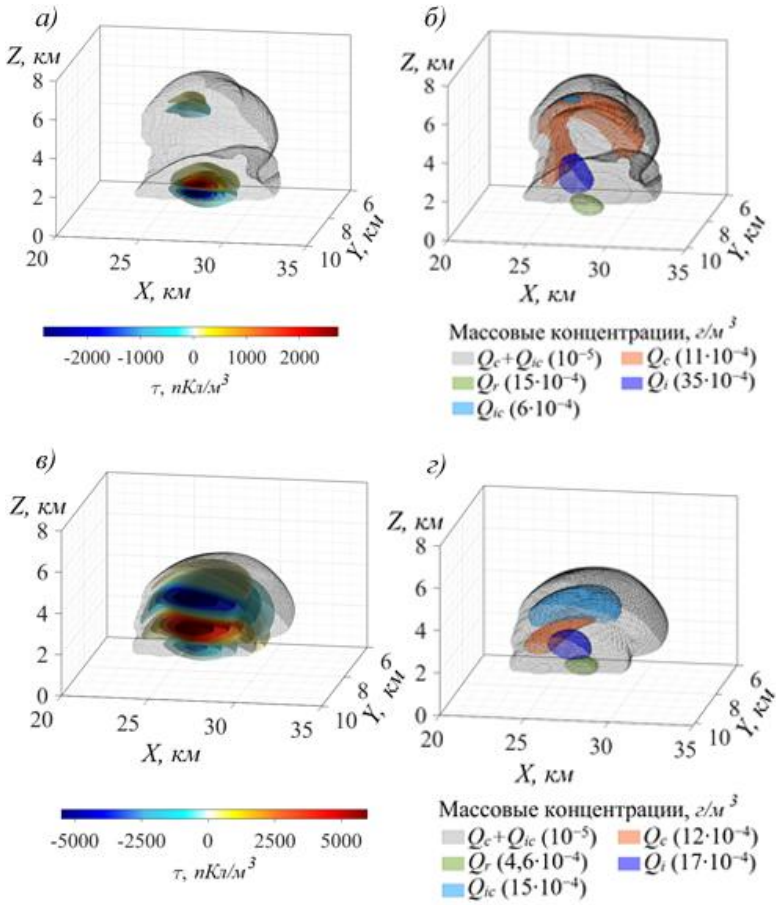 а)
Z, км
8
6
4
2
0
20
25
30
35
X, км
6
8
10
Y, км
-2000 -1000 0 1000 2000
τ, пКл/м³
б)
Z, км
8
6
4
2
0
20
25
30
35
X, км
6
8
10
Y, км
Массовые концентрации, г/м³
Qc+Qic (10⁻⁵) Qc (11·10⁻⁴)
Qr (15·10⁻⁴) Qi (35·10⁻⁴)
Qic (6·10⁻⁴)
в)
Z, км
8
6
4
2
0
20
25
30
35
X, км
6
8
10
Y, км
-5000 -2500 0 2500 5000
τ, пКл/м³
г)
Z, км
8
6
4
2
0
20
25
30
35
X, км
6
8
10
Y, км
Массовые концентрации, г/м³
Qc+Qic (10⁻⁵) Qc (12·10⁻⁴)
Qr (4,6·10⁻⁴) Qi (17·10⁻⁴)
Qic (15·10⁻⁴)